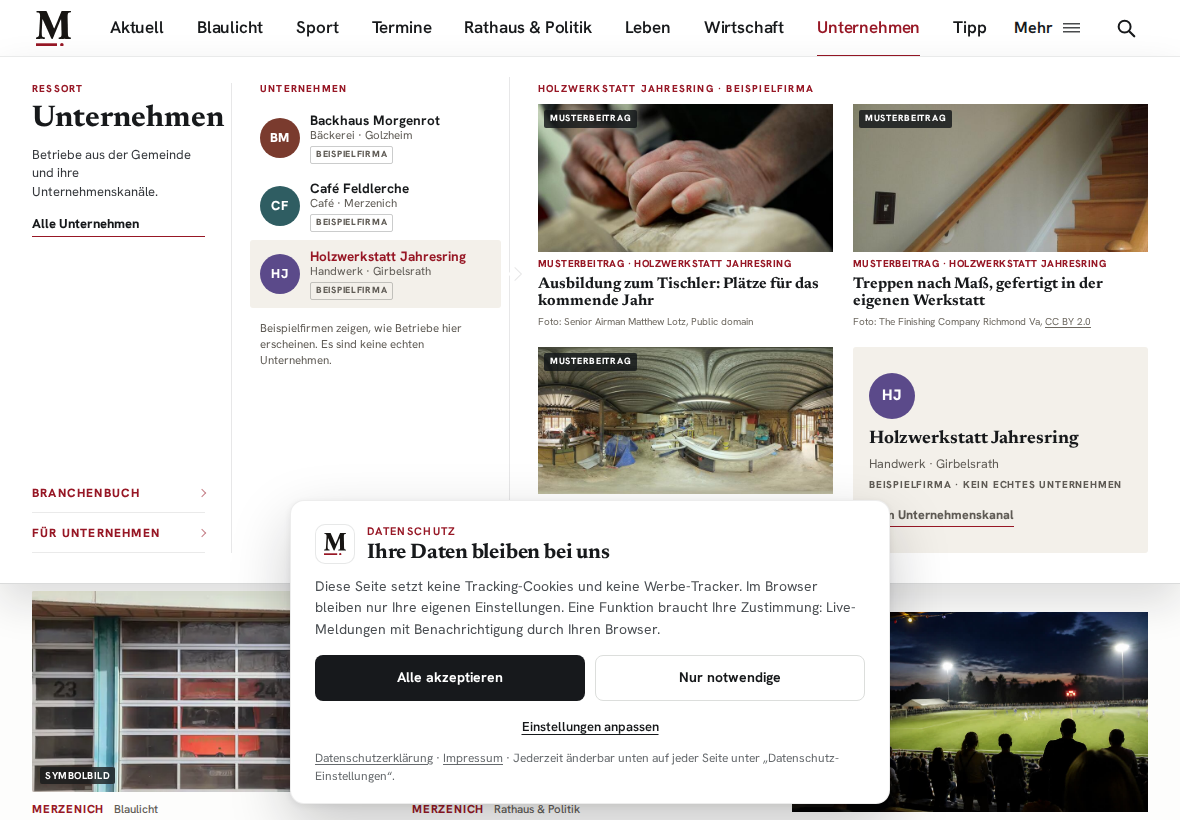 M
Aktuell Blaulicht Sport Termine Rathaus & Politik Leben Wirtschaft Unternehmen Tipp Mehr
RESSORT
Unternehmen
Betriebe aus der Gemeinde
und ihre
Unternehmenskanäle.
Alle Unternehmen
BRANCHENBUCH
FÜR UNTERNEHMEN
UNTERNEHMEN
BM
Backhaus Morgenrot
Bäckerei · Golzheim
BEISPIELFIRMA
CF
Café Feldlerche
Café · Merzenich
BEISPIELFIRMA
HJ
Holzwerkstatt Jahresring
Handwerk · Girbelsrath
BEISPIELFIRMA
Beispielfirmen zeigen, wie Betriebe hier
erscheinen. Es sind keine echten
Unternehmen.
HOLZWERKSTATT JAHRESRING · BEISPIELFIRMA
MUSTERBEITRAG
MUSTERBEITRAG · HOLZWERKSTATT JAHRESRING
Ausbildung zum Tischler: Plätze für das
kommende Jahr
Foto: Senior Airman Matthew Lotz, Public domain
MUSTERBEITRAG
MUSTERBEITRAG · HOLZWERKSTATT JAHRESRING
Treppen nach Maß, gefertigt in der
eigenen Werkstatt
Foto: The Finishing Company Richmond Va, CC BY 2.0
MUSTERBEITRAG
HJ
Holzwerkstatt Jahresring
Handwerk · Girbelsrath
BEISPIELFIRMA · KEIN ECHTES UNTERNEHMEN
Unternehmenskanal
M
DATENSCHUTZ
Ihre Daten bleiben bei uns
Diese Seite setzt keine Tracking-Cookies und keine Werbe-Tracker. Im Browser
bleiben nur Ihre eigenen Einstellungen. Eine Funktion braucht Ihre Zustimmung: Live-
Meldungen mit Benachrichtigung durch Ihren Browser.
Alle akzeptieren
Nur notwendige
Einstellungen anpassen
Datenschutzerklärung · Impressum · Jederzeit änderbar unten auf jeder Seite unter „Datenschutz-
Einstellungen“.
23
24
SYMBOLBILD
MERZENICH Blaulicht
MERZENICH Rathaus & Politik